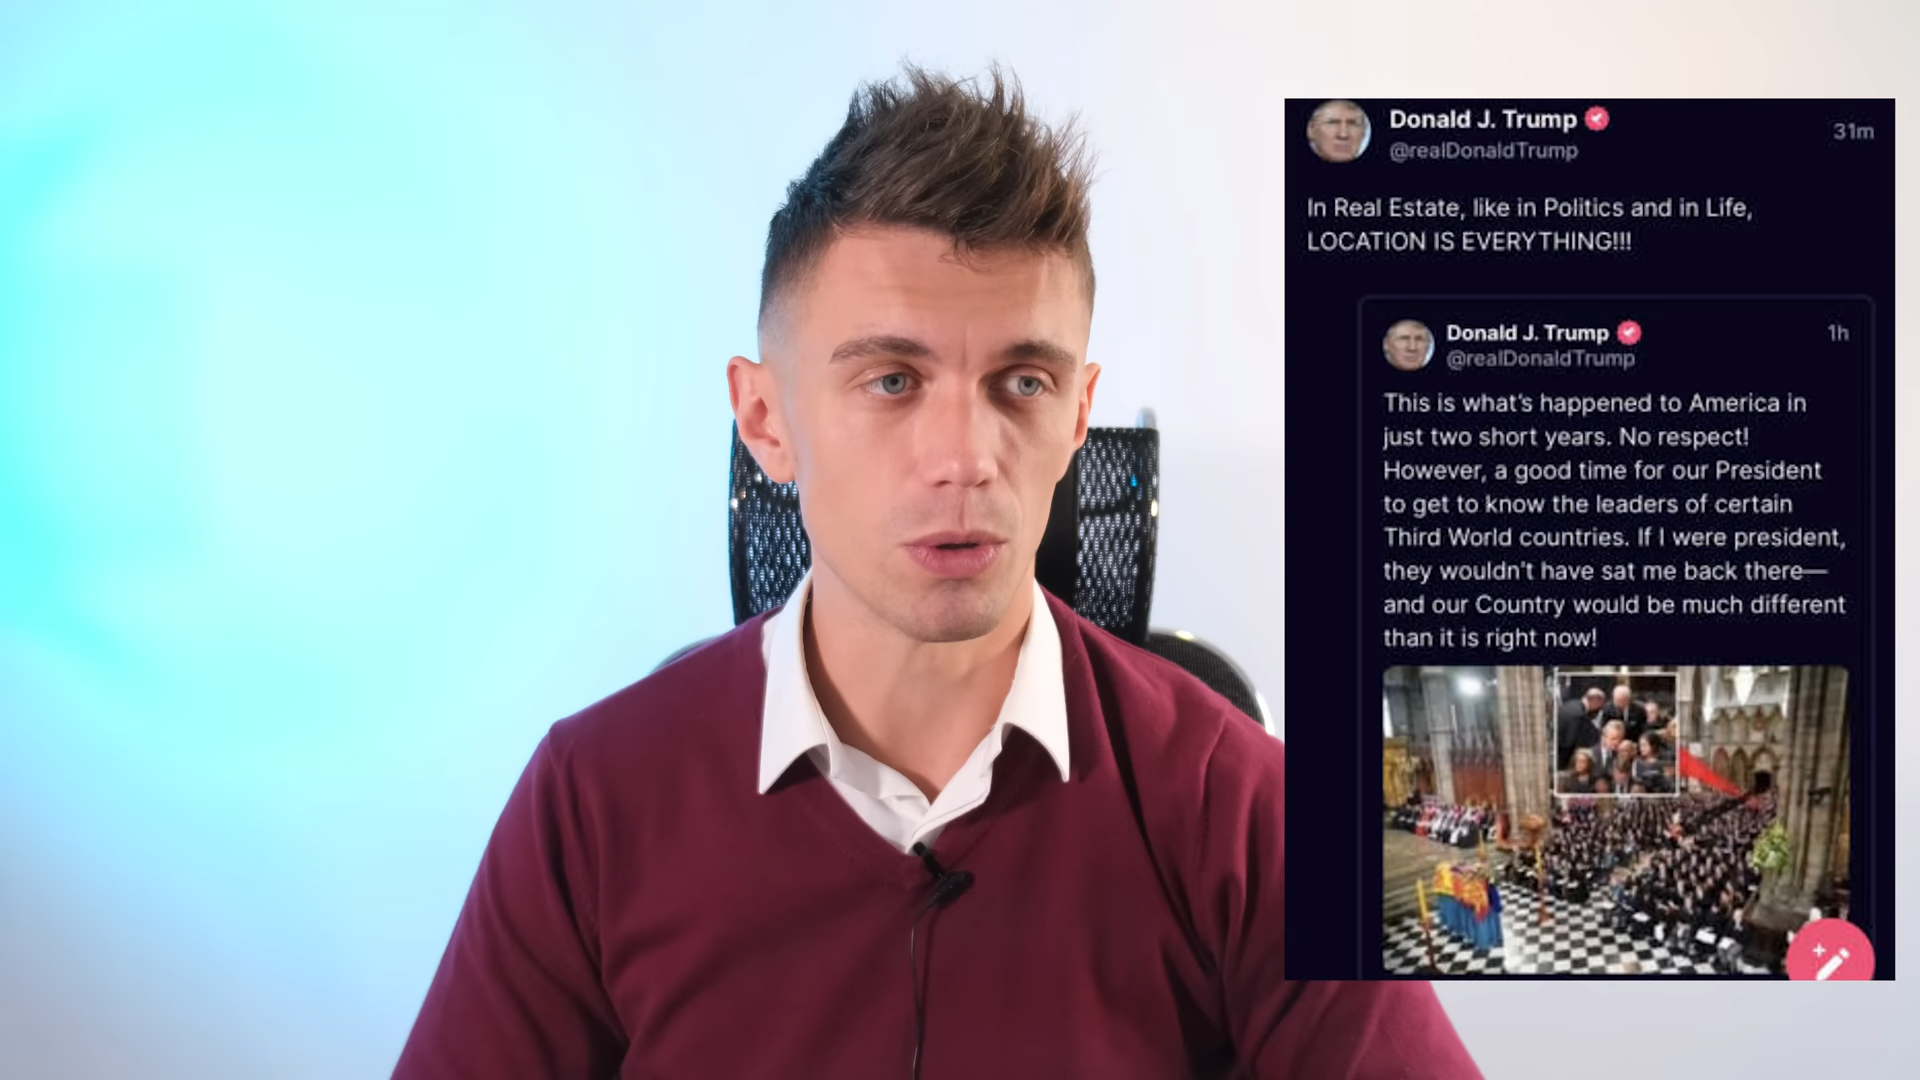 Donald J. Trump
31m
@realDonaldTrump
In Real Estate, like in Politics and in Life,
LOCATION IS EVERYTHING!!!
Donald J. Trump
1h
@realDonaldTrump
This is what's happened to America in
just two short years. No respect!
However, a good time for our President
to get to know the leaders of certain
Third World countries. If I were president,
they wouldn't have sat me back there—
and our Country would be much different
than it is right now!